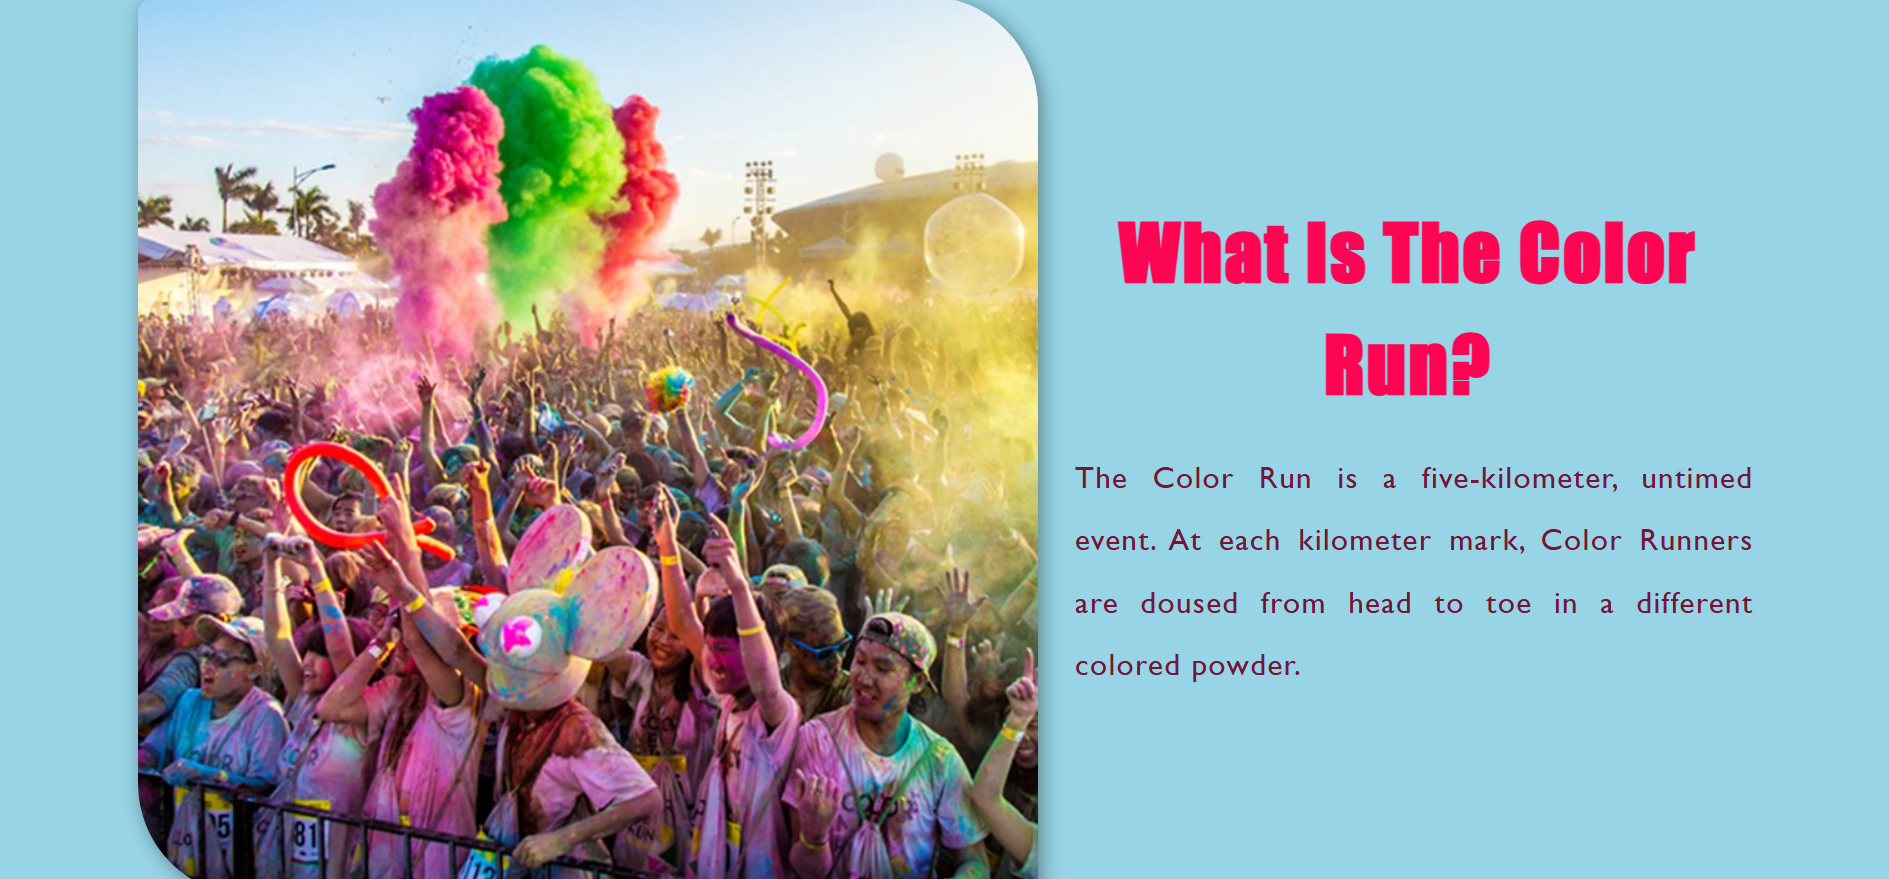 What Is The Color
Run?
The Color Run is a five-kilometer, untimed
event. At each kilometer mark, Color Runners
are doused from head to toe in a different
colored powder.
81